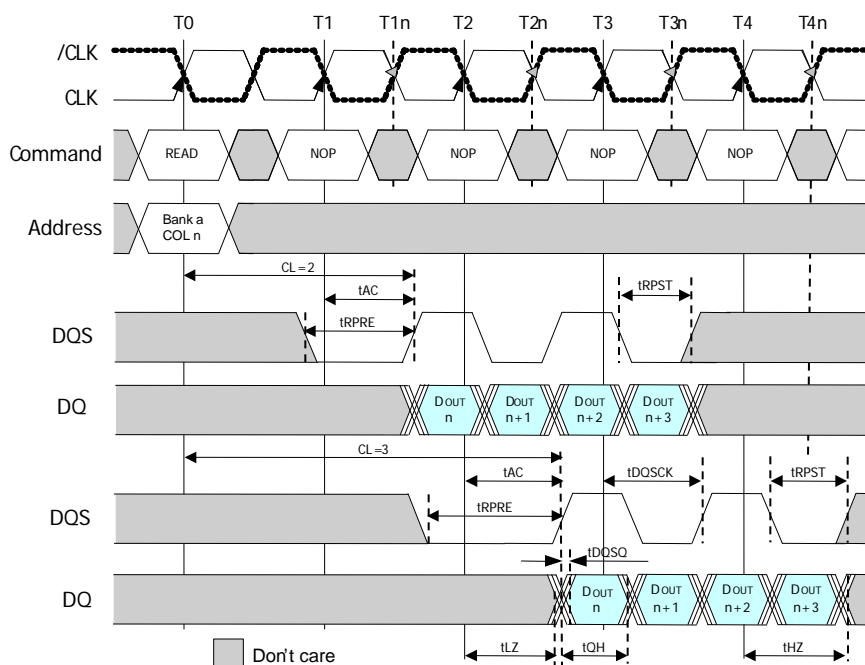 T0 T1 T1n T2 T2n T3 T3n T4 T4n
/CLK
CLK
Command READ NOP NOP NOP NOP
Address Bank a
COL n
CL=2
tAC
tRPRE
tRPST
DQS
DQ
DOUT
n
DOUT
n+1
DOUT
n+2
DOUT
n+3
CL=3
tAC
tDQSCK
tRPST
tRPRE
DQS
tDQSQ
DQ
DOUT
n
DOUT
n+1
DOUT
n+2
DOUT
n+3
tLZ
tQH
tHZ
Don't care